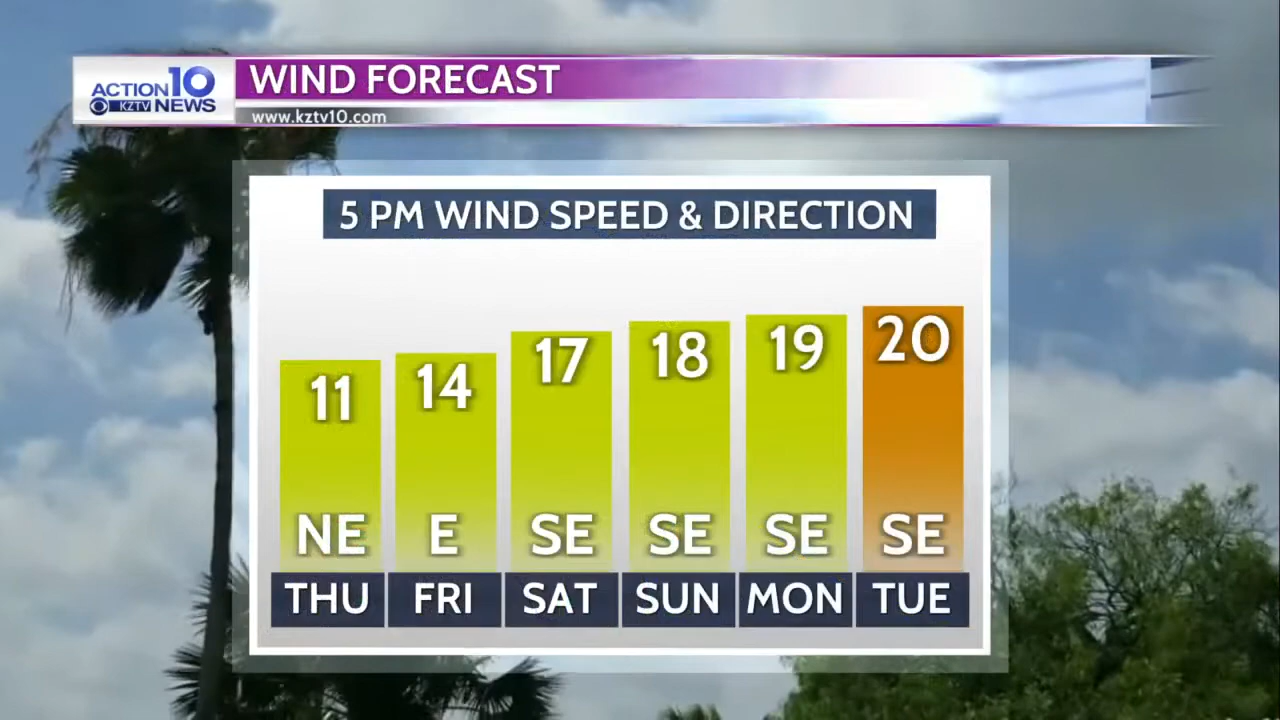 ACTION 10
KZTV NEWS
WIND FORECAST
www.kztv10.com
5 PM WIND SPEED & DIRECTION
11 14 17 18 19 20
NE E SE SE SE SE
THU FRI SAT SUN MON TUE